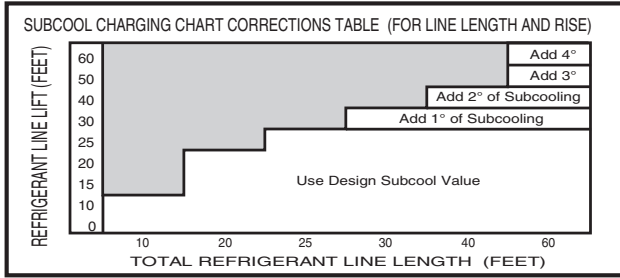 SUBCOOL CHARGING CHART CORRECTIONS TABLE (FOR LINE LENGTH AND RISE)
REFRIGERANT LINE LIFT (FEET)
60
50
40
30
25
20
15
10
0
Add 4°
Add 3°
Add 2° of Subcooling
Add 1° of Subcooling
Use Design Subcool Value
10 20 25 30 40 60
TOTAL REFRIGERANT LINE LENGTH (FEET)